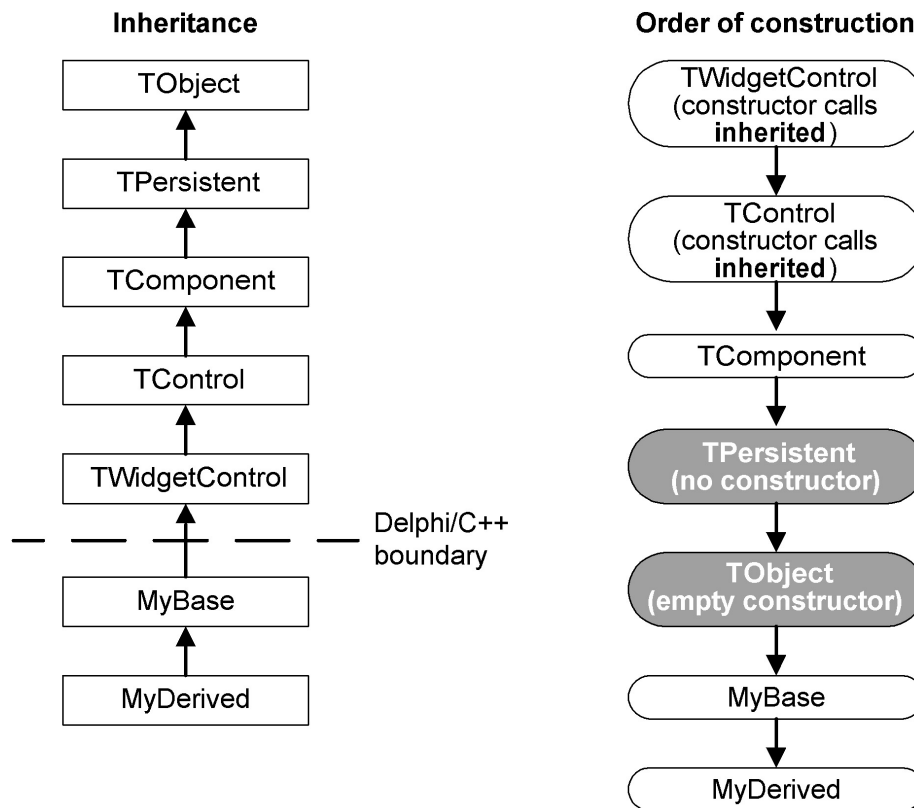 Inheritance
TObject
TPersistent
TComponent
TControl
TWidgetControl
Delphi/C++
boundary
MyBase
MyDerived
Order of construction
TWidgetControl
(constructor calls
inherited)
TControl
(constructor calls
inherited)
TComponent
TPersistent
(no constructor)
TObject
(empty constructor)
MyBase
MyDerived